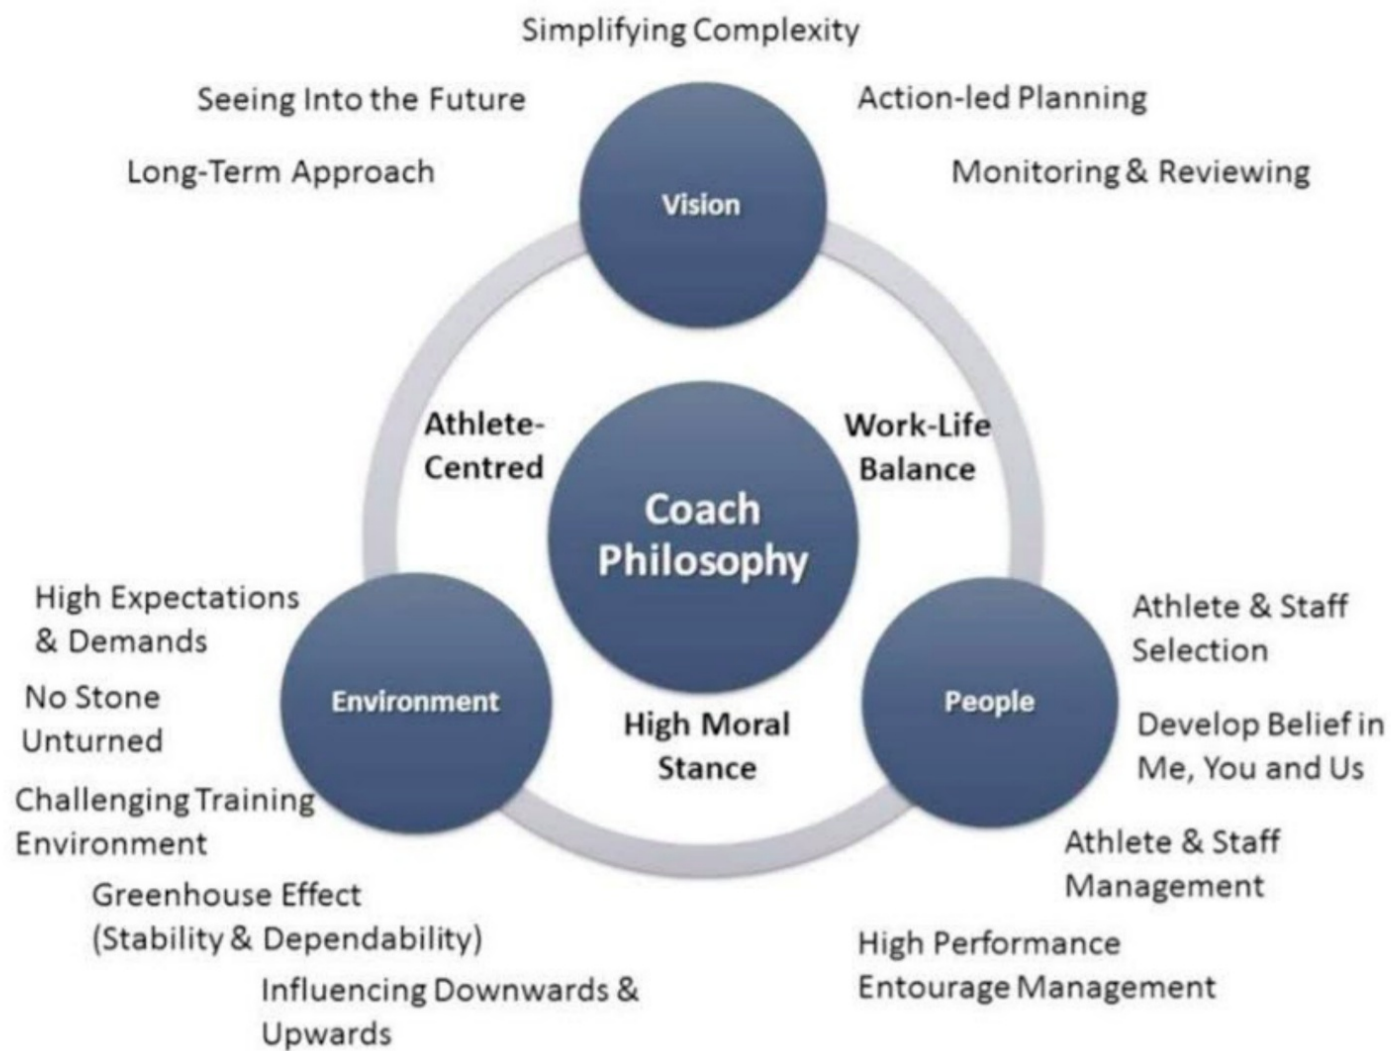 Simplifying Complexity
Seeing Into the Future
Action-led Planning
Long-Term Approach
Monitoring & Reviewing
Vision
Athlete-
Centred
Work-Life
Balance
Coach
Philosophy
High Moral
Stance
Environment
People
High Expectations
& Demands
No Stone
Unturned
Challenging Training
Environment
Greenhouse Effect
(Stability & Dependability)
Influencing Downwards &
Upwards
Athlete & Staff
Selection
Develop Belief in
Me, You and Us
Athlete & Staff
Management
High Performance
Entourage Management